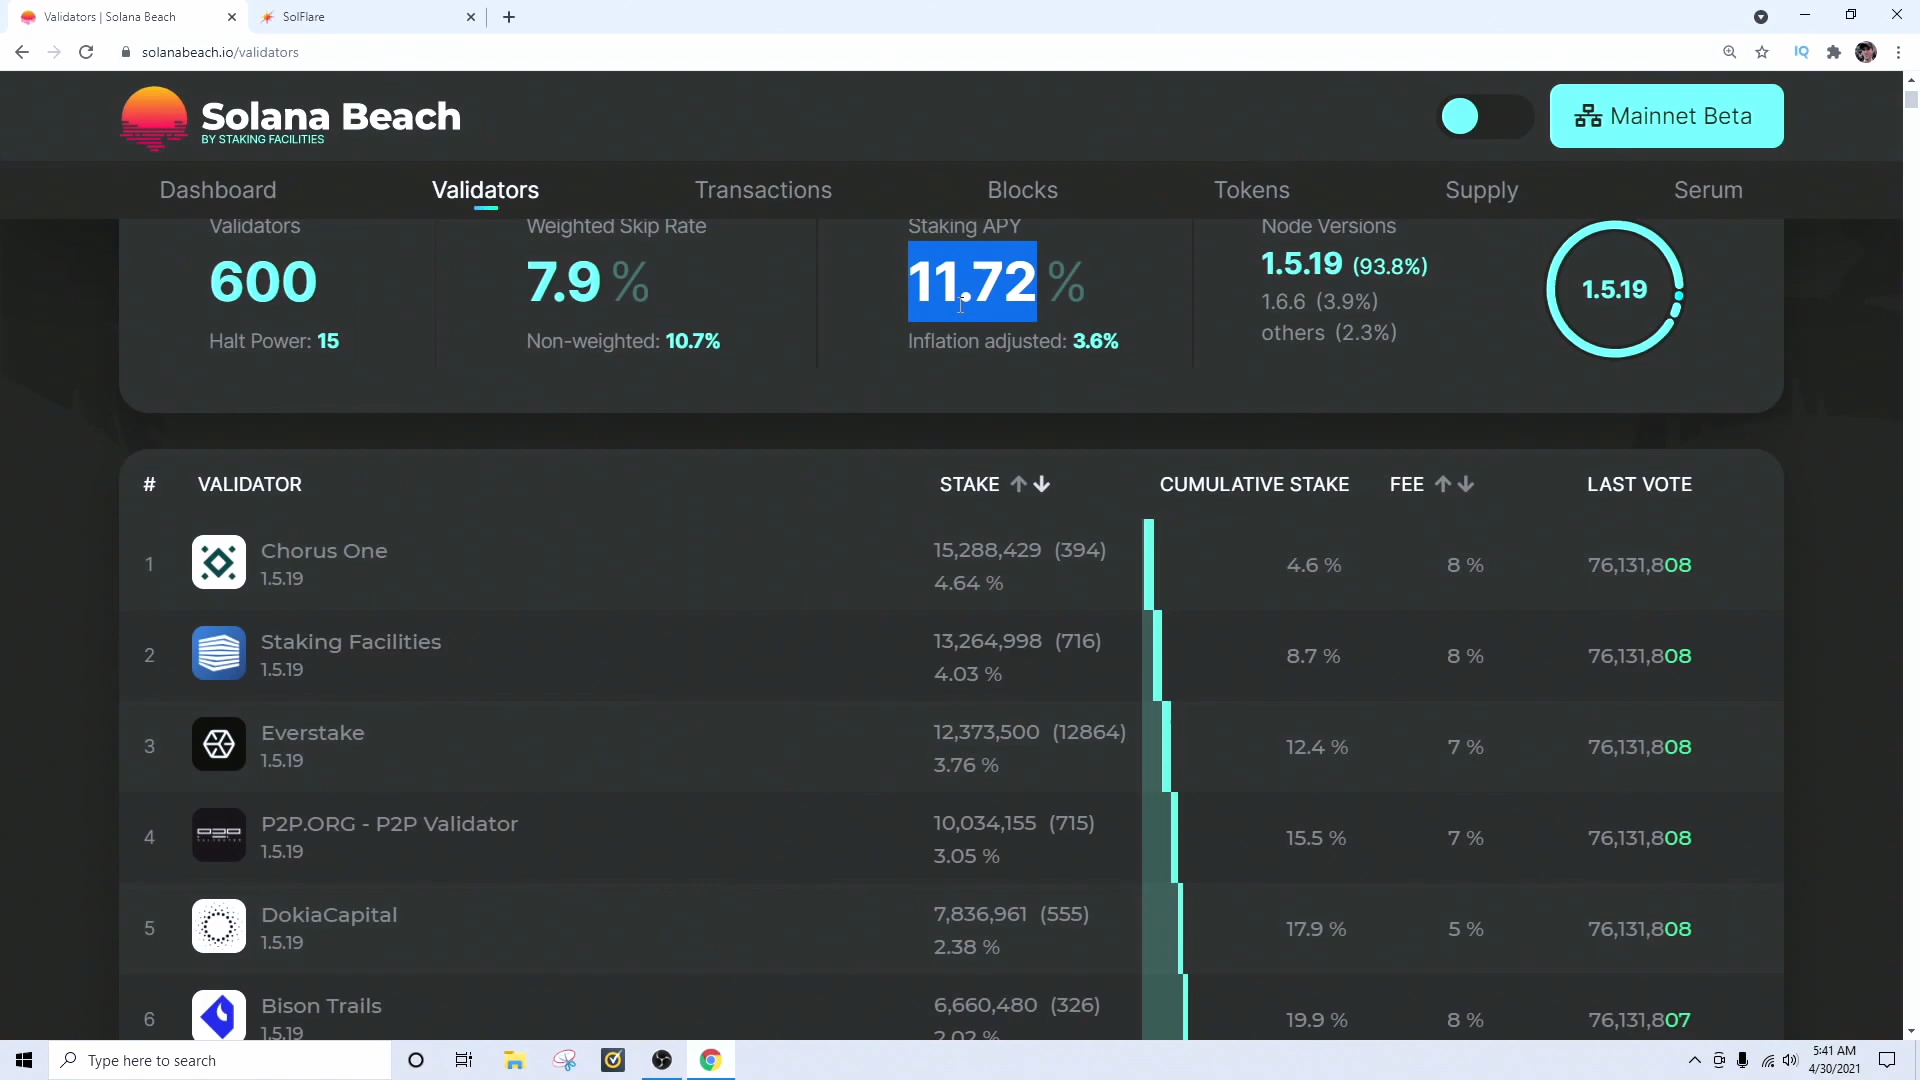 Validators | Solana Beach
SolFlare
solanabeach.io/validators
IQ
Solana Beach
BY STAKING FACILITIES
Mainnet Beta
Dashboard Validators Transactions Blocks Tokens Supply Serum
Validators Weighted Skip Rate Staking APY Node Versions
600 7.9 % 11.72 % 1.5.19 (93.8%)
1.6.6 (3.9%)
others (2.3%)
1.5.19
Halt Power: 15 Non-weighted: 10.7% Inflation adjusted: 3.6%
# VALIDATOR STAKE CUMULATIVE STAKE FEE LAST VOTE
1 Chorus One 15,288,429 (394) 4.6 % 8 % 76,131,808
1.5.19 4.64 %
2 Staking Facilities 13,264,998 (716) 8.7 % 8 % 76,131,808
1.5.19 4.03 %
3 Everstake 12,373,500 (12864) 12.4 % 7 % 76,131,808
1.5.19 3.76 %
4 P2P.ORG - P2P Validator 10,034,155 (715) 15.5 % 7 % 76,131,808
1.5.19 3.05 %
5 DokiaCapital 7,836,961 (555) 17.9 % 5 % 76,131,808
1.5.19 2.38 %
6 Bison Trails 6,660,480 (326) 19.9 % 8 % 76,131,807
1.5.19 2.02 %
Type here to search
5:41 AM
4/30/2021